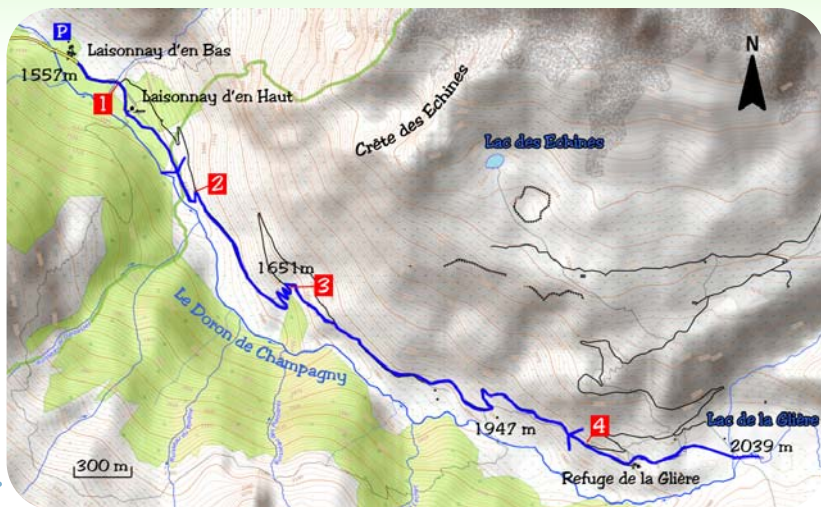 P
Laisonnay d'en Bas
1557m
1
Laisonnay d'en Haut
N
Crête des Echines
Lac des Echines
2
1651m
3
Le Doron de Champagny
4
Lac de la Glière
1947 m
2039 m
300 m
Refuge de la Glière